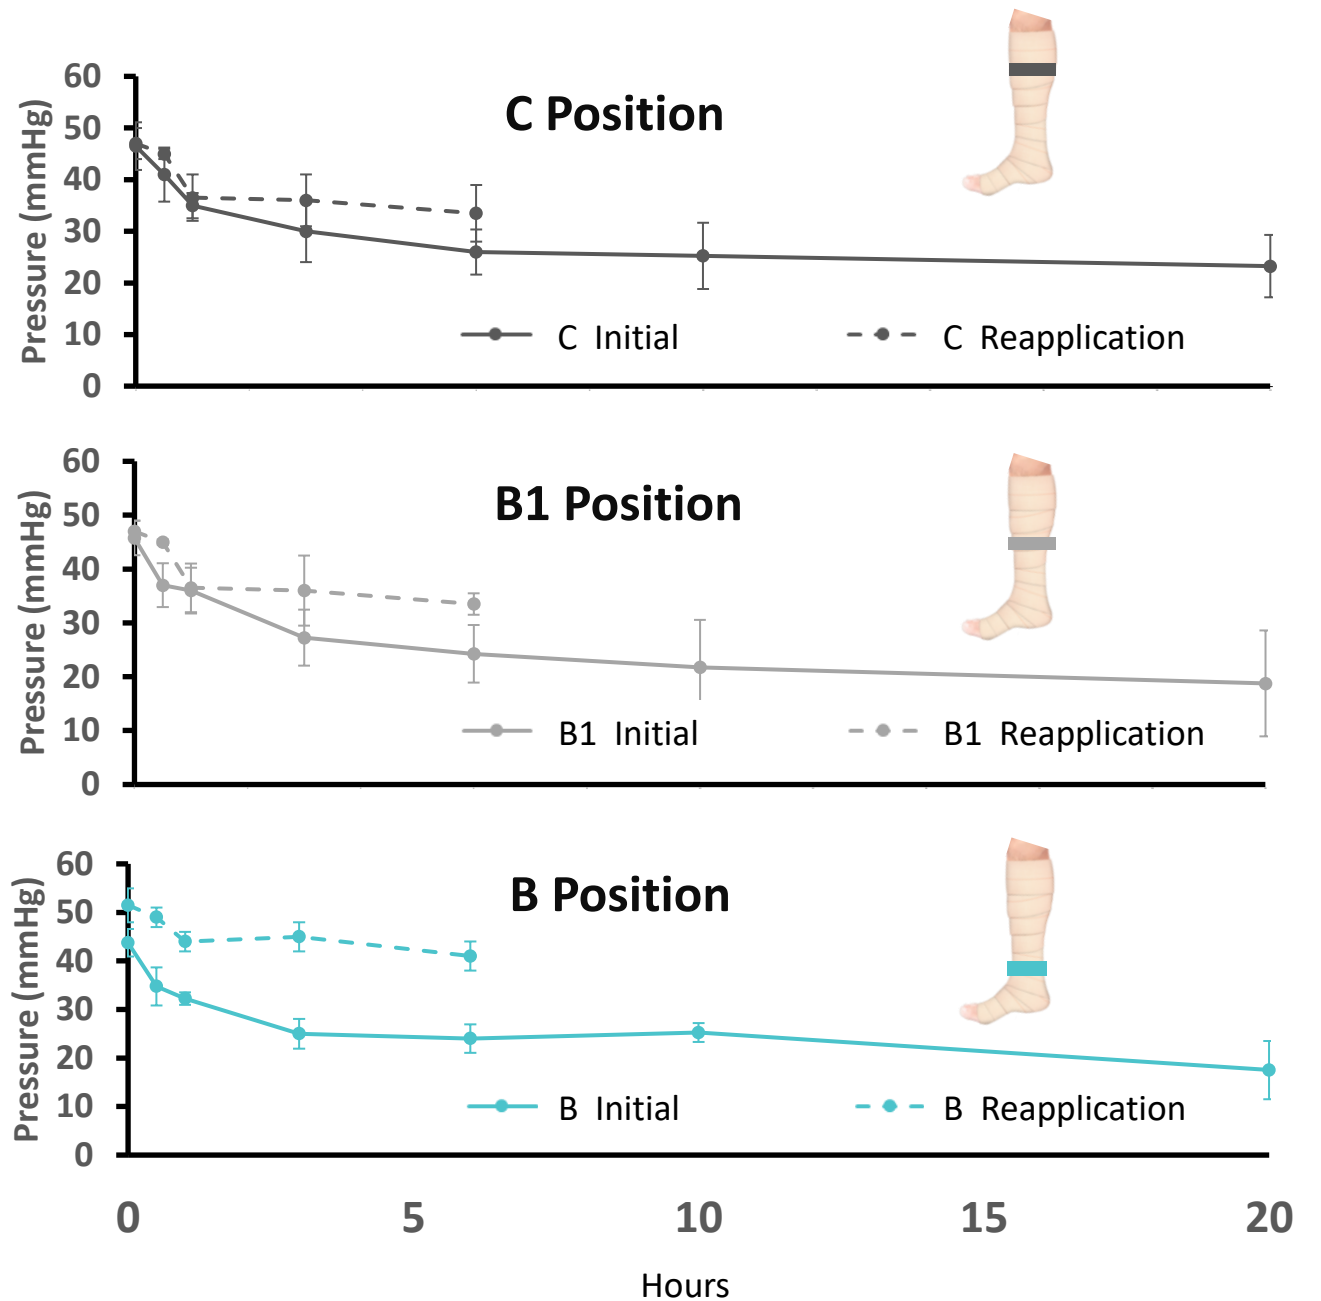 C Position
Pressure (mmHg)
60
50
40
30
20
10
0
C Initial
C Reapplication
B1 Position
Pressure (mmHg)
60
50
40
30
20
10
0
B1 Initial
B1 Reapplication
B Position
Pressure (mmHg)
60
50
40
30
20
10
0
B Initial
B Reapplication
0 5 10 15 20
Hours